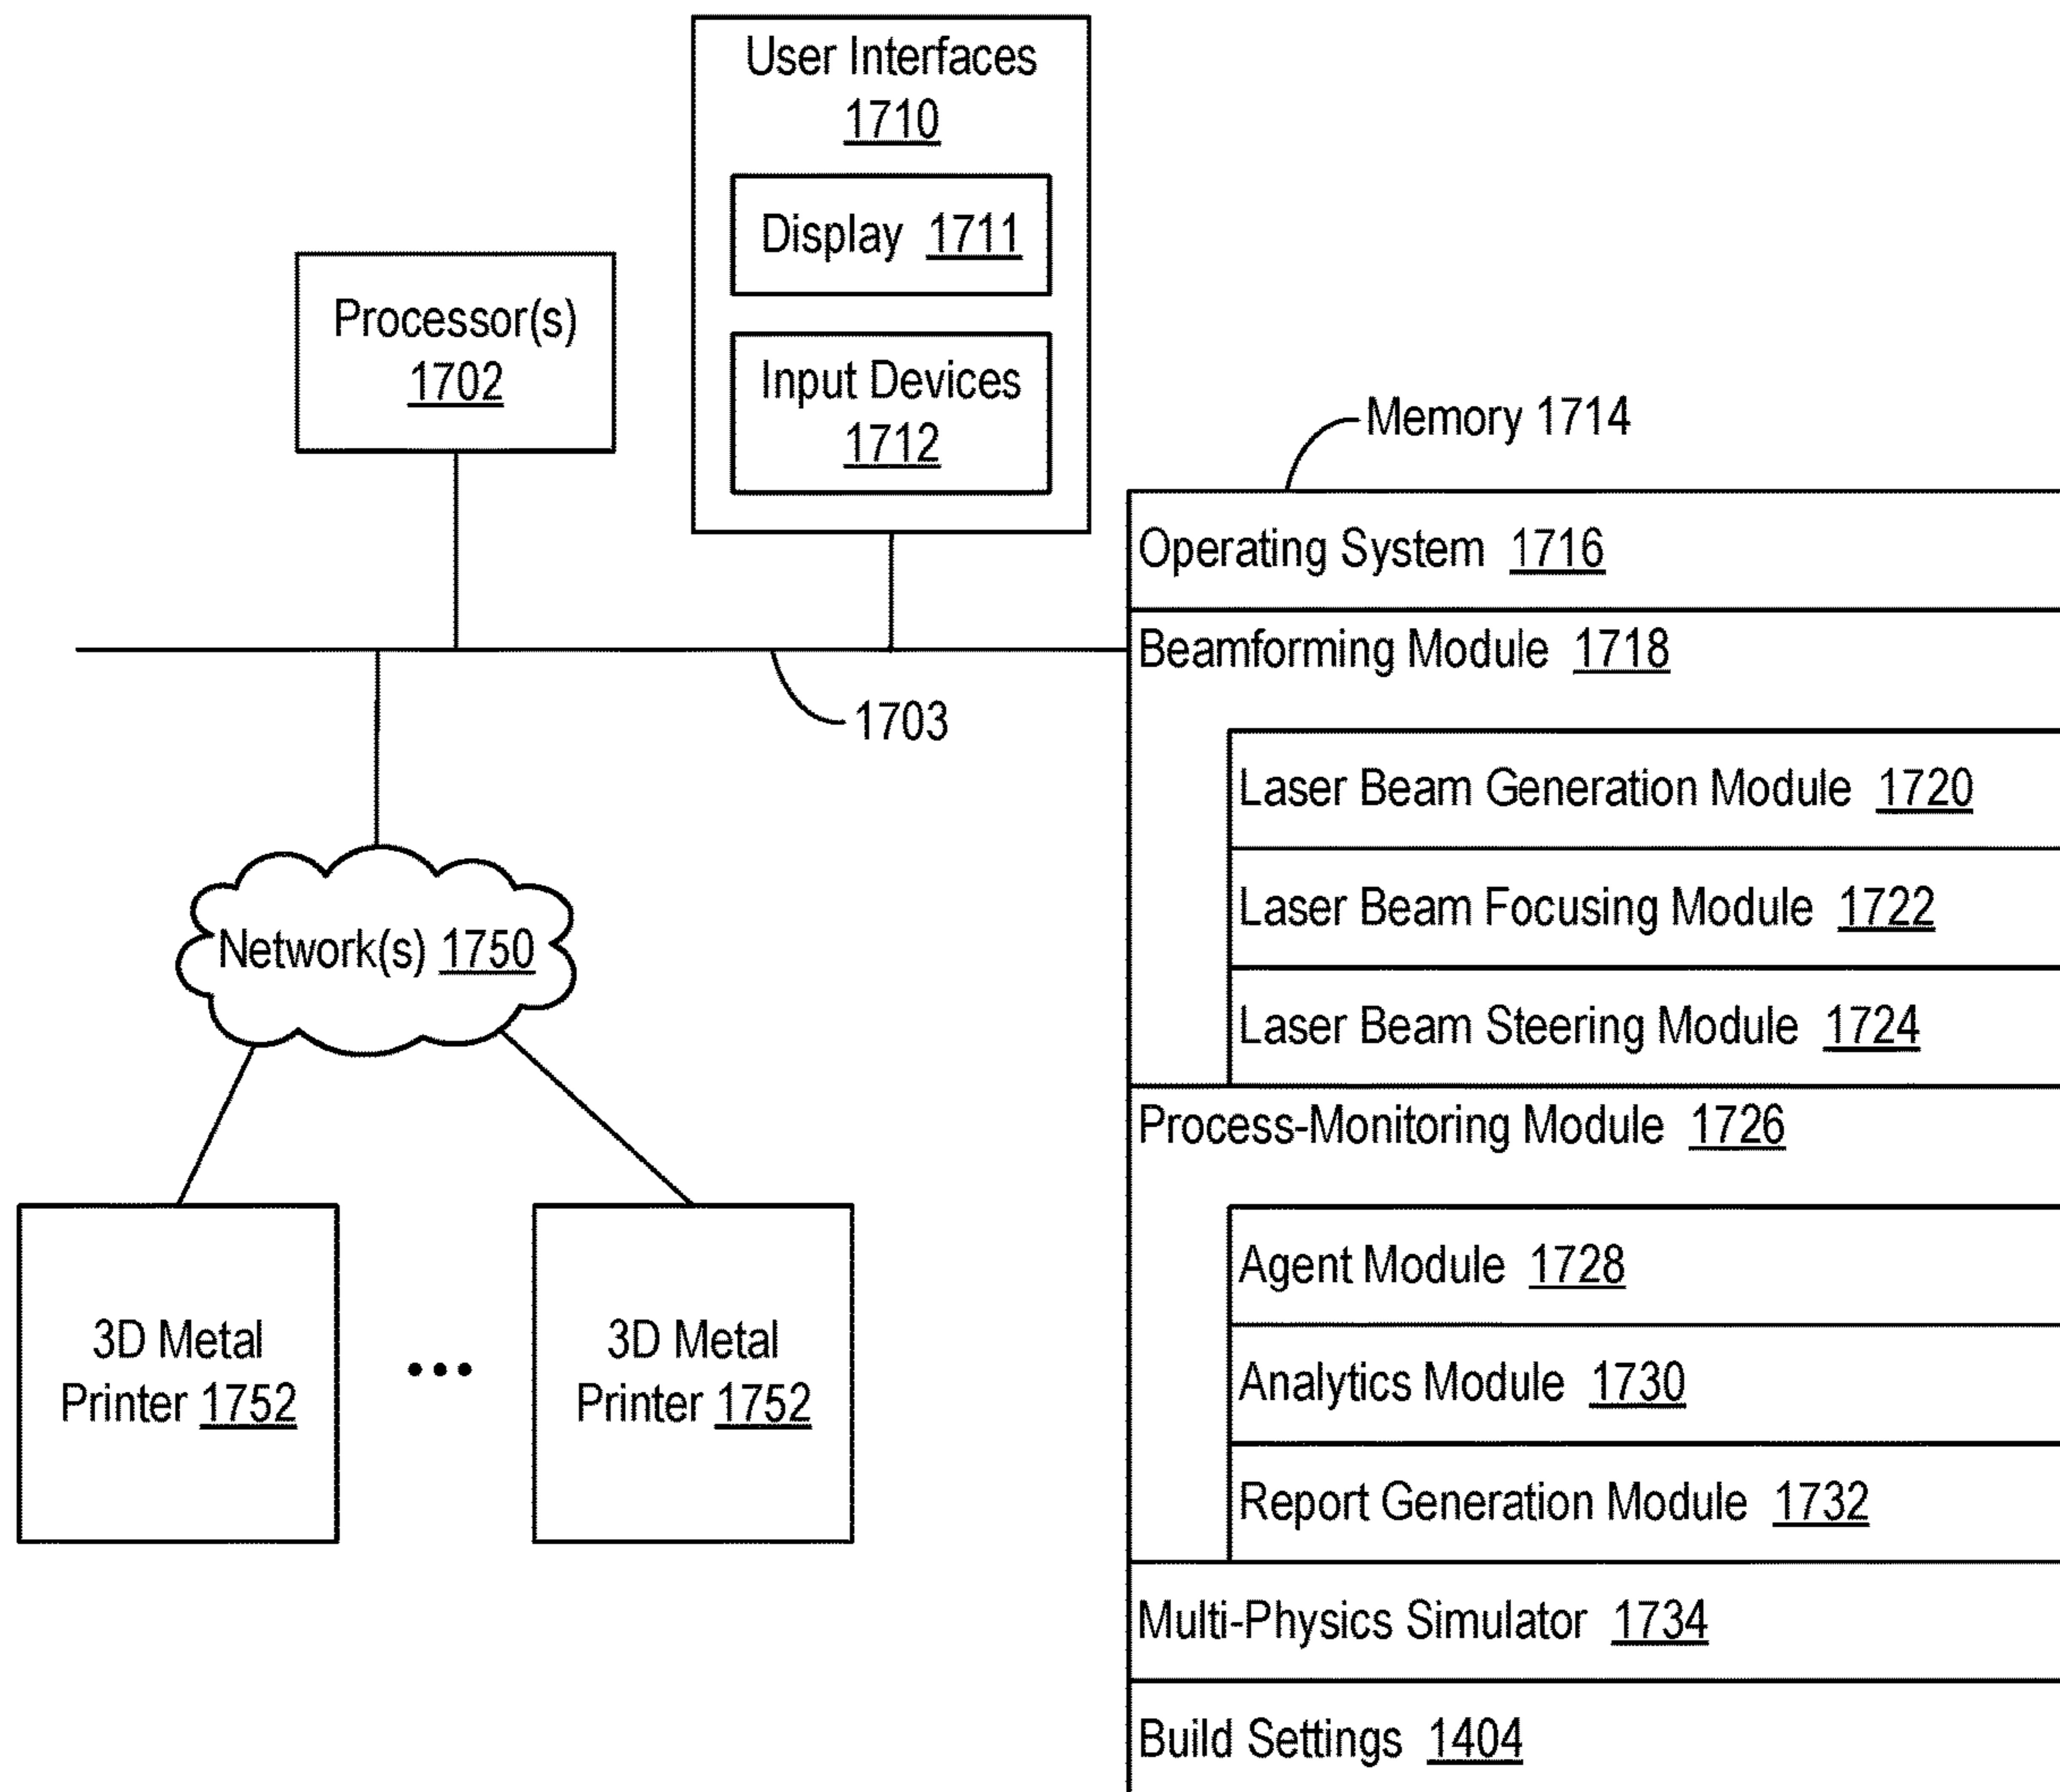 User Interfaces
1710
Display 1711
Input Devices
1712
Processor(s)
1702
Memory 1714
1703
Operating System 1716
Beamforming Module 1718
Laser Beam Generation Module 1720
Laser Beam Focusing Module 1722
Laser Beam Steering Module 1724
Process-Monitoring Module 1726
Agent Module 1728
Analytics Module 1730
Report Generation Module 1732
Multi-Physics Simulator 1734
Build Settings 1404
Network(s) 1750
3D Metal
Printer 1752
•••
3D Metal
Printer 1752